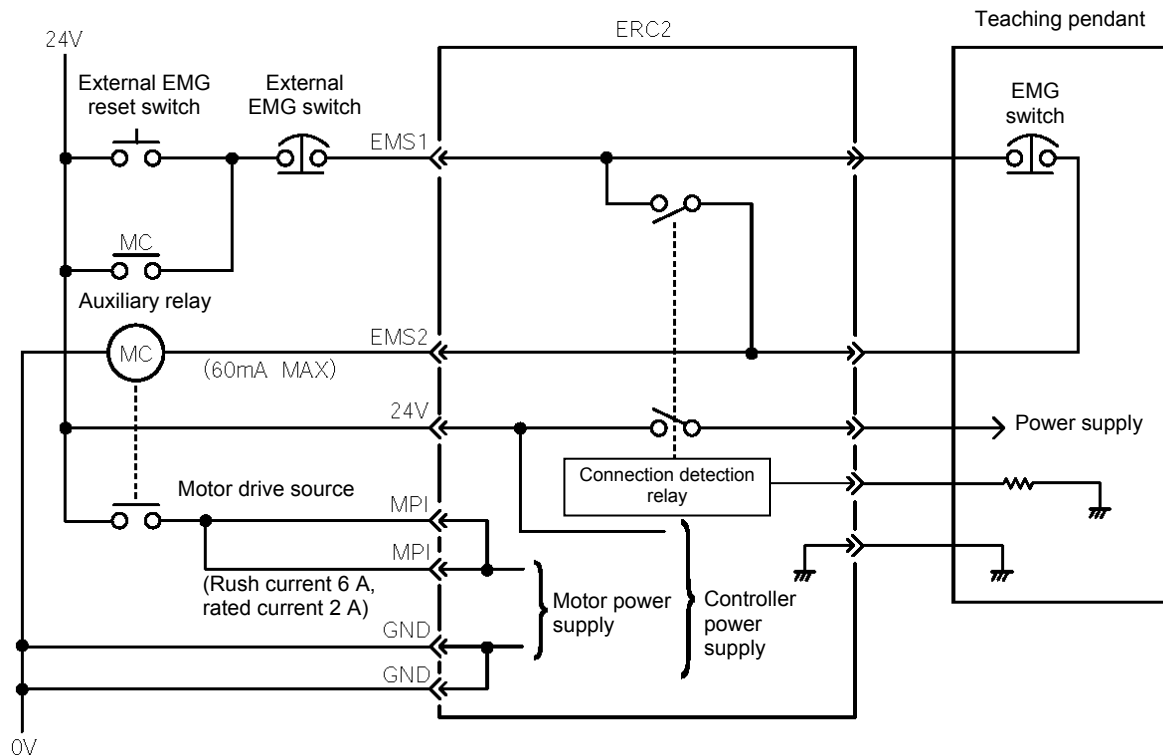 Teaching pendant
24V
ERC2
External EMG
reset switch
External
EMG switch
EMG
switch
EMS1
MC
Auxiliary relay
EMS2
MC
(60mA MAX)
24V
Power supply
Connection detection
relay
Motor drive source
MPI
MPI
(Rush current 6 A,
rated current 2 A)
Motor power
supply
Controller
power
supply
GND
GND
0V